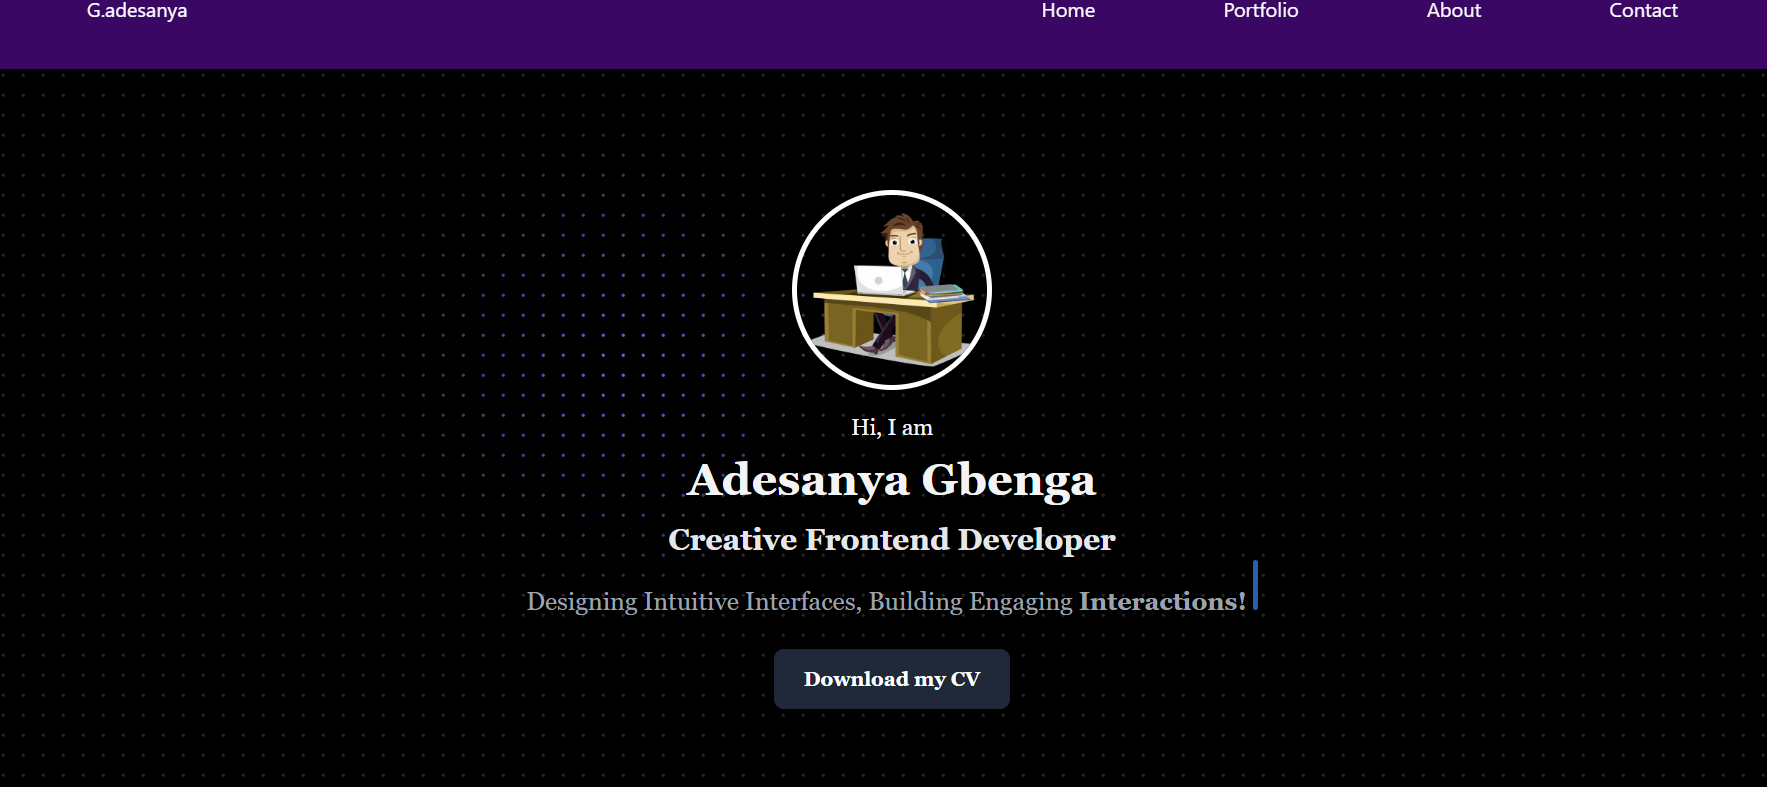 G.adesanya Home Portfolio About Contact
Hi, I am
Adesanya Gbenga
Creative Frontend Developer
Designing Intuitive Interfaces, Building Engaging Interactions!
Download my CV